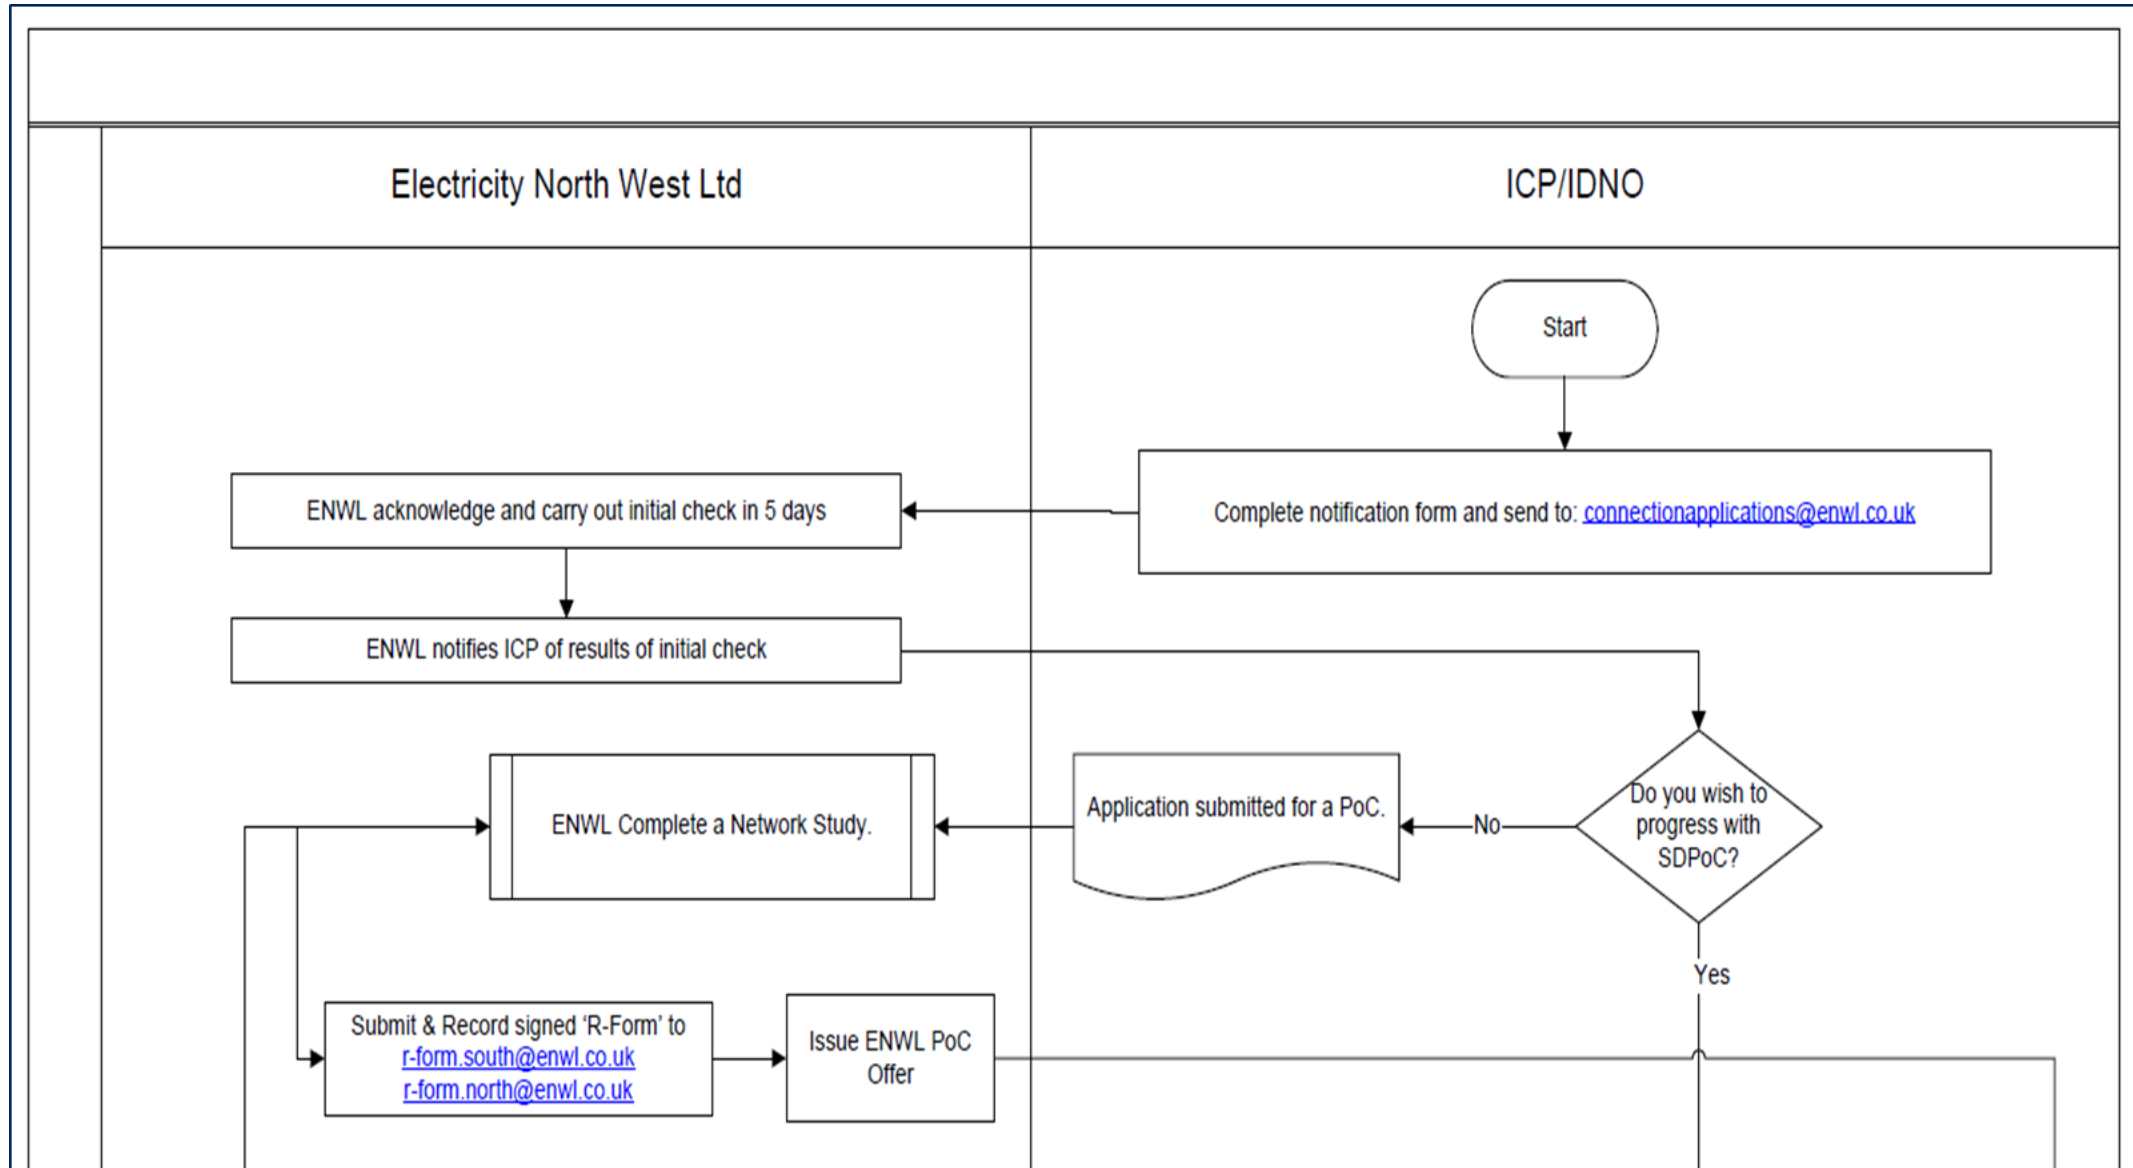 Electricity North West Ltd
ICP/IDNO
Start
Complete notification form and send to: connectionapplications@enwl.co.uk
ENWL acknowledge and carry out initial check in 5 days
ENWL notifies ICP of results of initial check
Do you wish to
progress with
SDPoC?
No
Application submitted for a PoC.
ENWL Complete a Network Study.
Yes
Submit & Record signed ‘R-Form’ to
r-form.south@enwl.co.uk
r-form.north@enwl.co.uk
Issue ENWL PoC
Offer